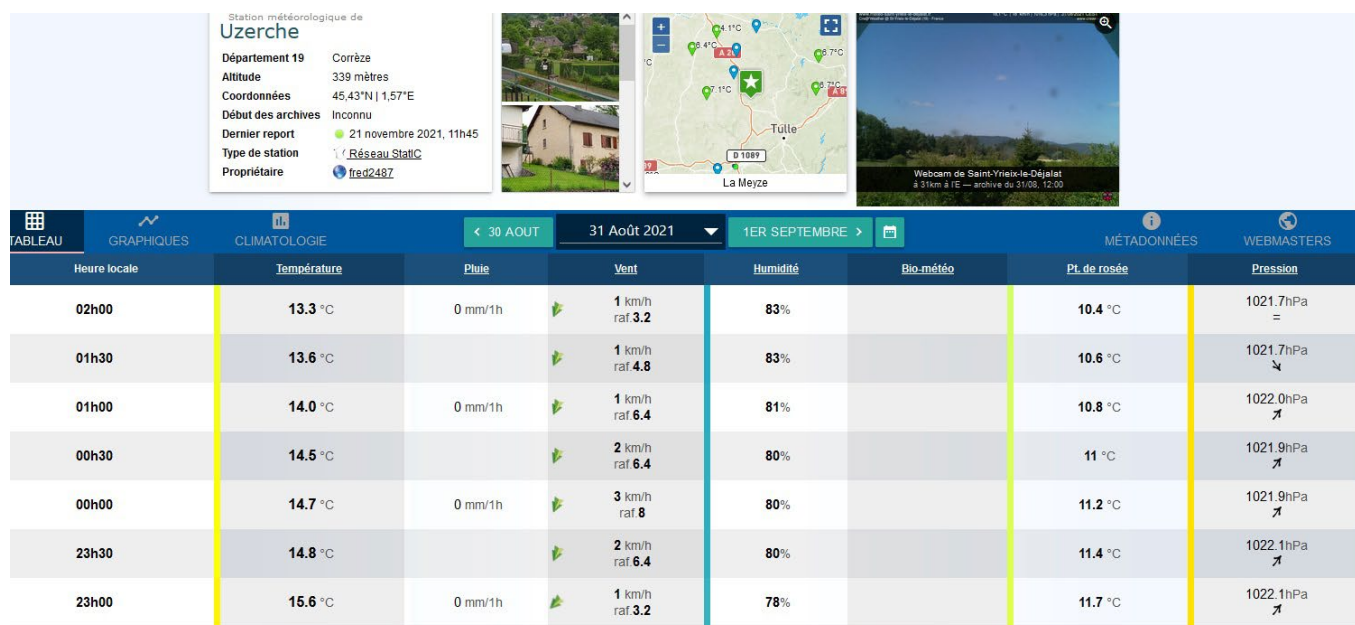 Station météorologique de
Uzerche
Département 19 Corrèze
Altitude 339 mètres
Coordonnées 45,43°N | 1,57°E
Début des archives Inconnu
Dernier report 21 novembre 2021, 11h45
Type de station Réseau StatIC
Propriétaire fred2487
+
−
4.1°C
6.4°C
A 20
6.7°C
°C
7.1°C
A 89
Tulle
D 1089
19
La Meyze
Webcam de Saint-Yrieix-le-Déjalat
à 31km à l'E — archive du 31/08, 12:00
TABLEAU GRAPHIQUES CLIMATOLOGIE < 30 AOUT 31 Août 2021 1ER SEPTEMBRE > MÉTADONNÉES WEBMASTERS
Heure locale Température Pluie Vent Humidité Bio-météo Pt. de rosée Pression
02h00 13.3 °C 0 mm/1h 1 km/h raf.3.2 83% 10.4 °C 1021.7hPa =
01h30 13.6 °C 1 km/h raf.4.8 83% 10.6 °C 1021.7hPa
01h00 14.0 °C 0 mm/1h 1 km/h raf.6.4 81% 10.8 °C 1022.0hPa
00h30 14.5 °C 2 km/h raf.6.4 80% 11 °C 1021.9hPa
00h00 14.7 °C 0 mm/1h 3 km/h raf.8 80% 11.2 °C 1021.9hPa
23h30 14.8 °C 2 km/h raf.6.4 80% 11.4 °C 1022.1hPa
23h00 15.6 °C 0 mm/1h 1 km/h raf.3.2 78% 11.7 °C 1022.1hPa